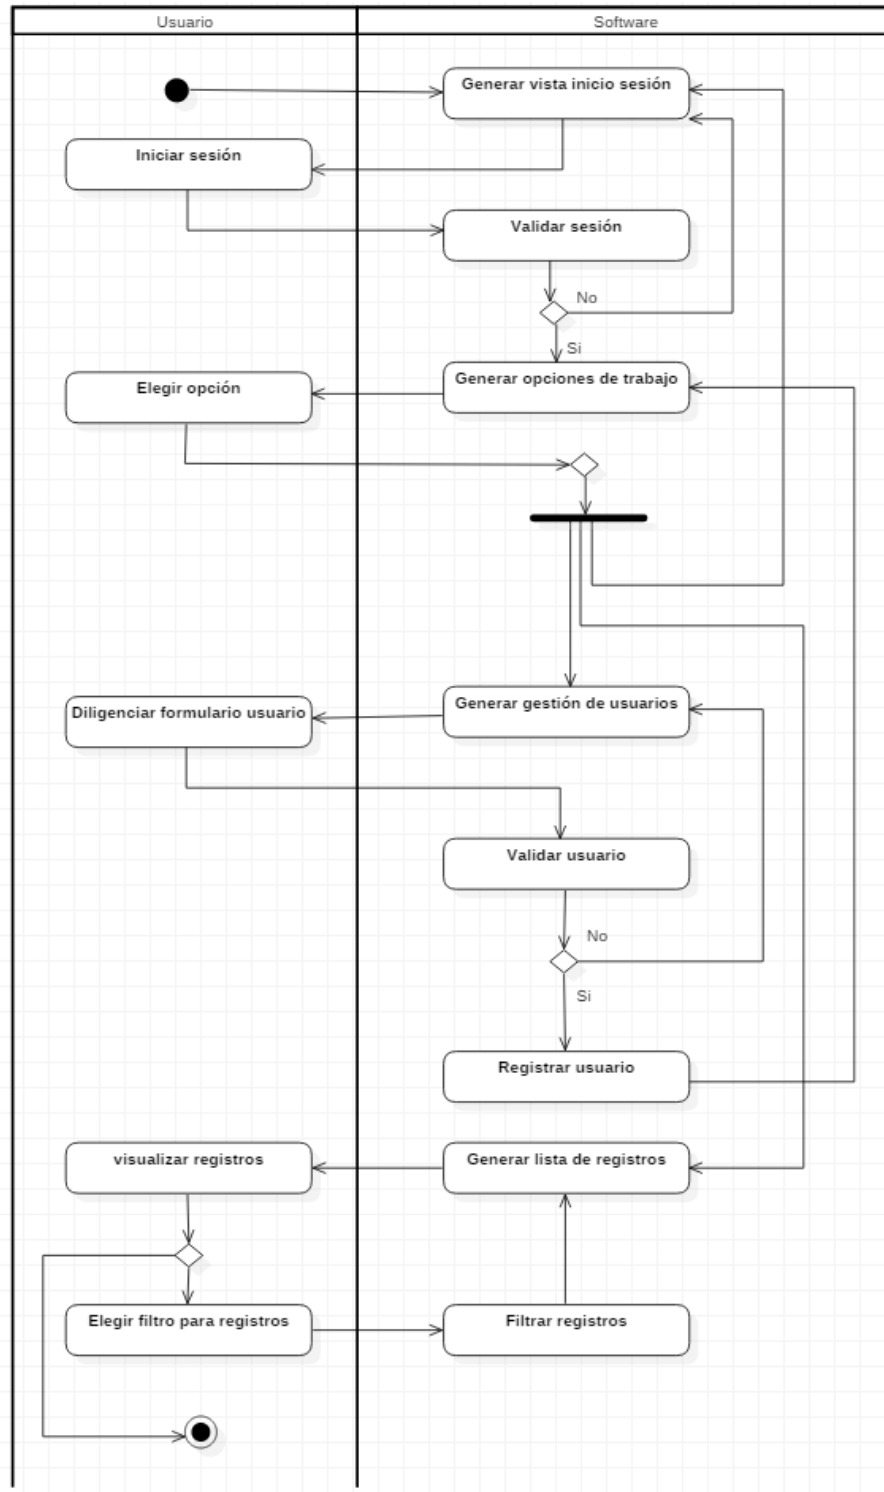 Usuario
Software
Generar vista inicio sesión
Iniciar sesión
Validar sesión
No
Si
Generar opciones de trabajo
Elegir opción
Generar gestión de usuarios
Diligenciar formulario usuario
Validar usuario
No
Si
Registrar usuario
visualizar registros
Generar lista de registros
Elegir filtro para registros
Filtrar registros